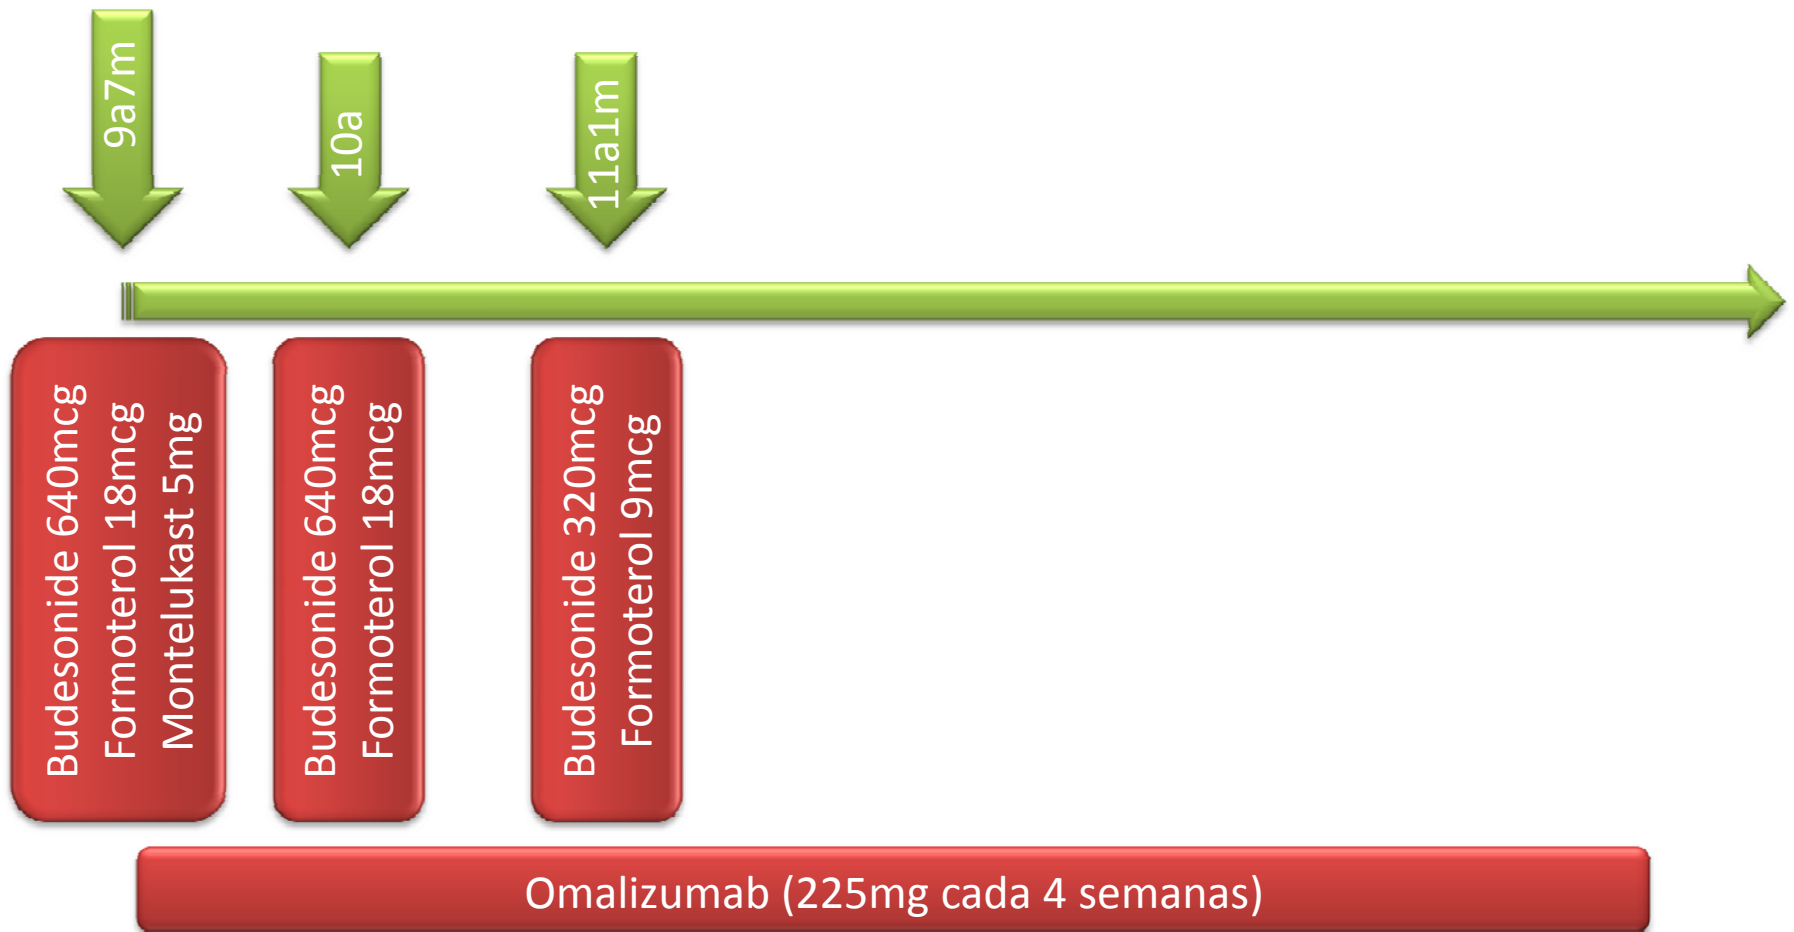 9a7m
10a
11a1m
Budesonide 640mcg
Formoterol 18mcg
Montelukast 5mg
Budesonide 640mcg
Formoterol 18mcg
Budesonide 320mcg
Formoterol 9mcg
Omalizumab (225mg cada 4 semanas)